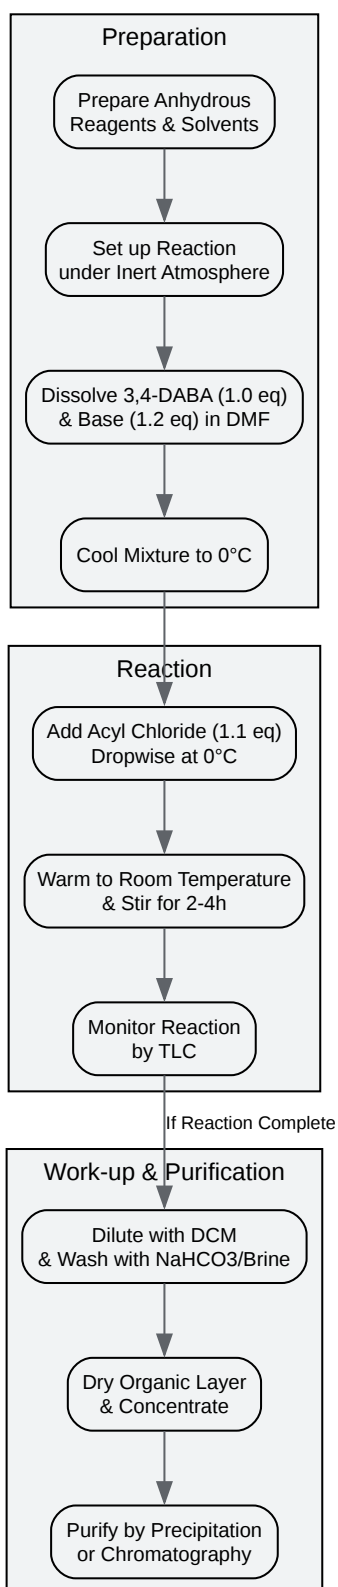 Preparation
Prepare Anhydrous
Reagents & Solvents
Set up Reaction
under Inert Atmosphere
Dissolve 3,4-DABA (1.0 eq)
& Base (1.2 eq) in DMF
Cool Mixture to 0°C
Reaction
Add Acyl Chloride (1.1 eq)
Dropwise at 0°C
Warm to Room Temperature
& Stir for 2-4h
Monitor Reaction
by TLC
If Reaction Complete
Work-up & Purification
Dilute with DCM
& Wash with NaHCO3/Brine
Dry Organic Layer
& Concentrate
Purify by Precipitation
or Chromatography